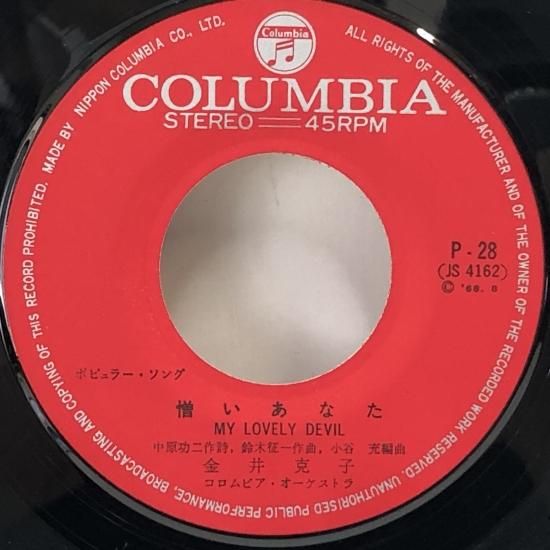 MADE BY NIPPON COLUMBIA CO., LTD.
ALL RIGHTS OF THE MANUFACTURER AND OF THE OWNER OF THE RECORDED WORK RESERVED. UNAUTHORISED PUBLIC PERFORMANCE, BROADCASTING AND COPYING OF THIS RECORD PROHIBITED.
Columbia
COLUMBIA
STEREO 45RPM
P-28
(JS 4162)
© '68. 8
ポピュラー・ソング
憎いあなた
MY LOVELY DEVIL
中原功二作詩, 鈴木征一作曲, 小谷 充編曲
金井克子
コロムビア・オーケストラ